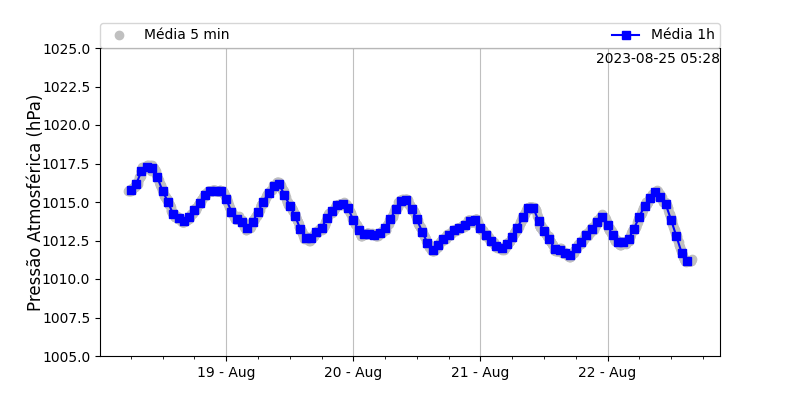 Média 5 min
Média 1h
2023-08-25 05:28
Pressão Atmosférica (hPa)
1025.0
1022.5
1020.0
1017.5
1015.0
1012.5
1010.0
1007.5
1005.0
19 - Aug
20 - Aug
21 - Aug
22 - Aug